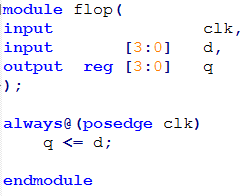 module flop(
input clk,
input [3:0] d,
output reg [3:0] q
);
always@(posedge clk)
q <= d;
endmodule